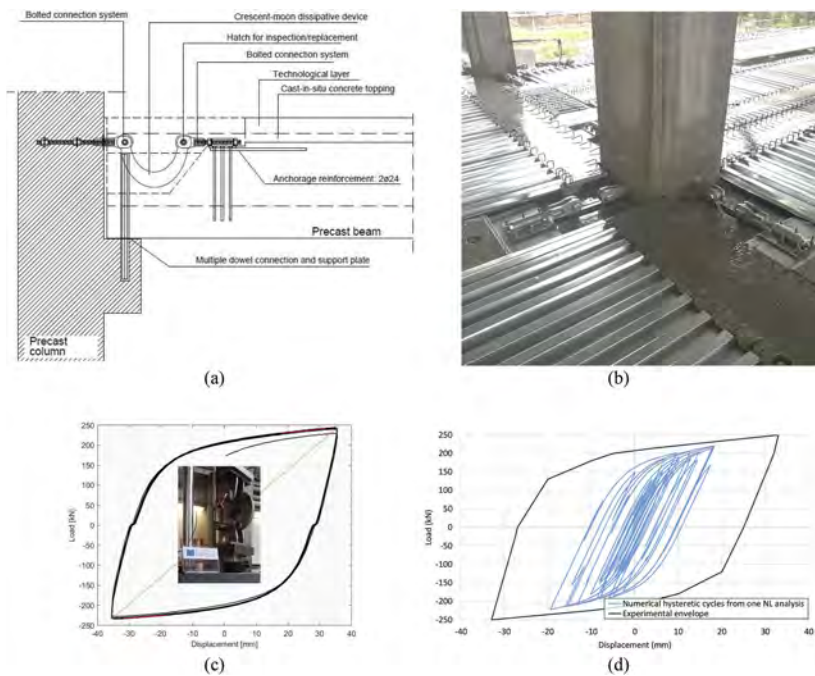 Bolted connection system
Crescent-moon dissipative device
Hatch for inspection/replacement
Bolted connection system
Technological layer
Cast-in-situ concrete topping
Anchorage reinforcement: 2ø24
Precast beam
Multiple dowel connection and support plate
Precast
column
(a)
(b)
250
200
150
100
50
0
-50
-100
-150
-200
-250
Load [kN]
-40
-30
-20
-10
0
10
20
30
40
Displacement [mm]
(c)
250
200
150
100
50
0
-50
-100
-150
-200
-250
Load (kN)
Numerical hysteretic cycles from one NL analysis
Experimental envelope
-40
-30
-20
-10
0
10
20
30
40
Displacement (mm)
(d)